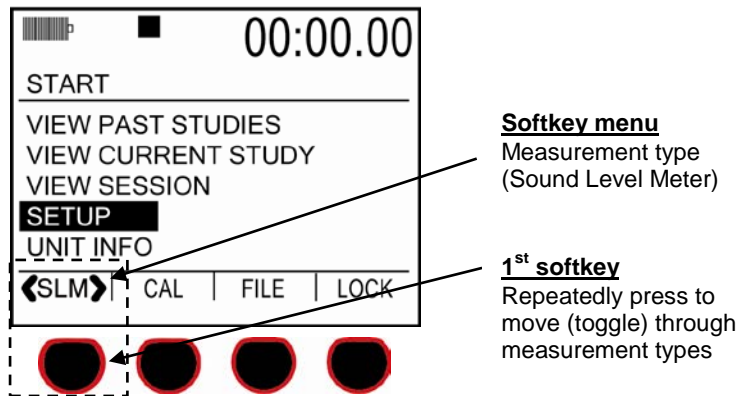 00:00.00
START
VIEW PAST STUDIES
VIEW CURRENT STUDY
VIEW SESSION
SETUP
UNIT INFO
❮SLM❯ | CAL | FILE | LOCK
Softkey menu
Measurement type
(Sound Level Meter)
1st softkey
Repeatedly press to
move (toggle) through
measurement types